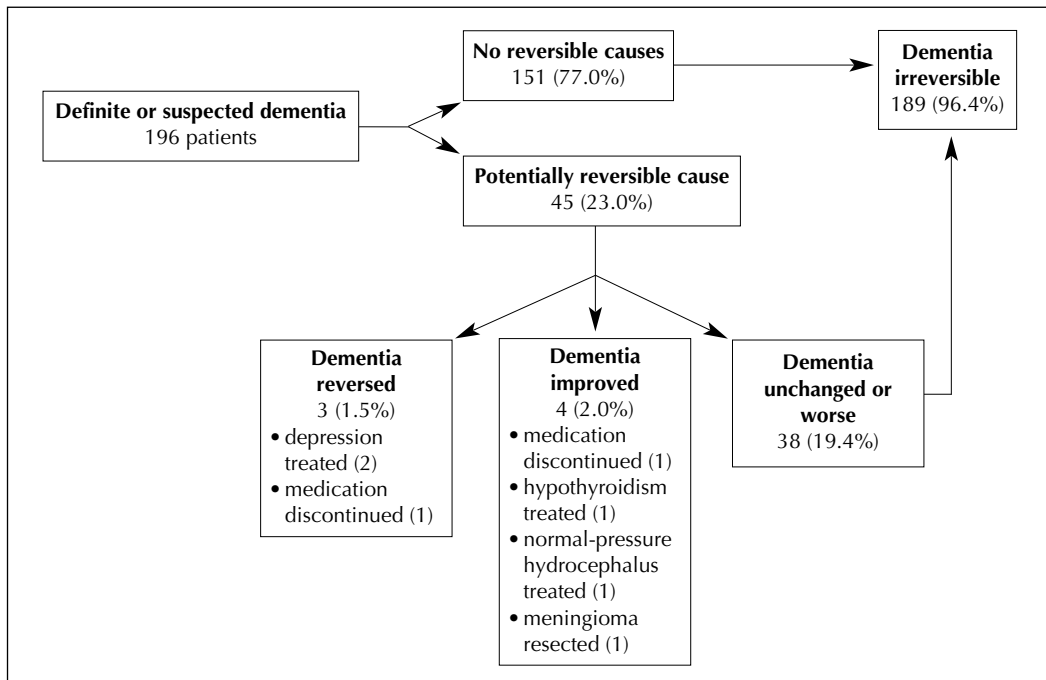 No reversible causes
151 (77.0%)
Dementia
irreversible
189 (96.4%)
Definite or suspected dementia
196 patients
Potentially reversible cause
45 (23.0%)
Dementia
reversed
3 (1.5%)
• depression
treated (2)
• medication
discontinued (1)
Dementia
improved
4 (2.0%)
• medication
discontinued (1)
• hypothyroidism
treated (1)
• normal-pressure
hydrocephalus
treated (1)
• meningioma
resected (1)
Dementia
unchanged or
worse
38 (19.4%)